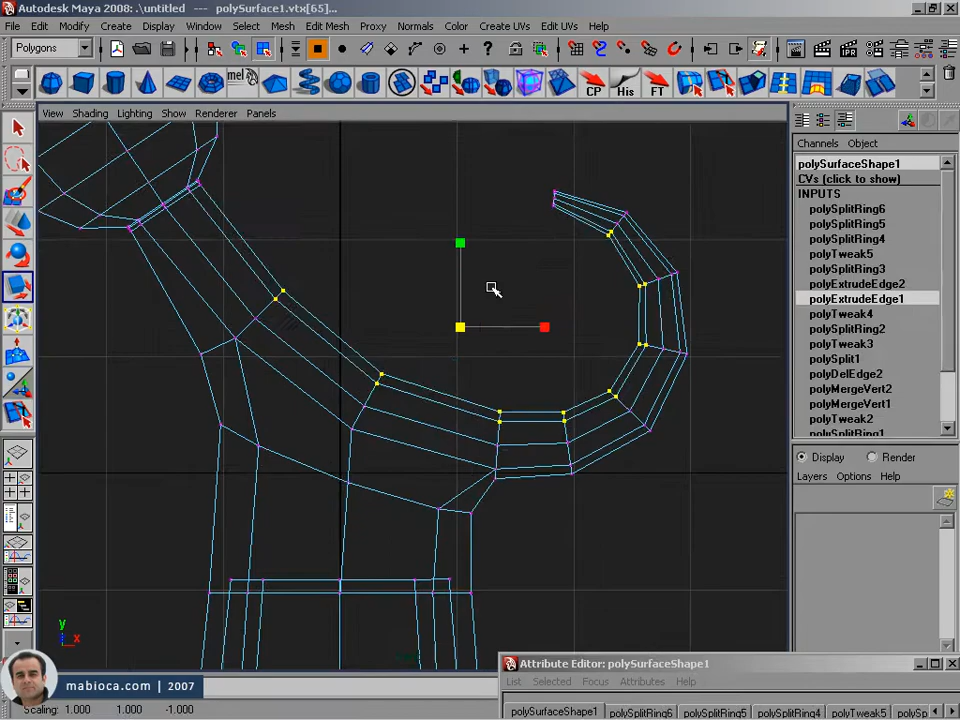 Autodesk Maya 2008: .\untitled --- polySurface1.vtx[65]...
File Edit Modify Create Display Window Select Mesh Edit Mesh Proxy Normals Color Create UVs Edit UVs Help
Polygons
mel CP His FT
View Shading Lighting Show Renderer Panels
Channels Object
polySurfaceShape1
CVs (click to show)
INPUTS
polySplitRing6
polySplitRing5
polySplitRing4
polyTweak5
polySplitRing3
polyExtrudeEdge2
polyExtrudeEdge1
polyTweak4
polySplitRing2
polyTweak3
polySplit1
polyDelEdge2
polyMergeVert2
polyMergeVert1
polyTweak2
polySplitRing1
Display Render
Layers Options Help
y
x
Attribute Editor: polySurfaceShape1
List Selected Focus Attributes Help
polySurfaceShape1 polySplitRing6 polySplitRing5 polySplitRing4 polyTweak5 polySp
mabioca.com | 2007
Scaling: 1.000 1.000 -1.000